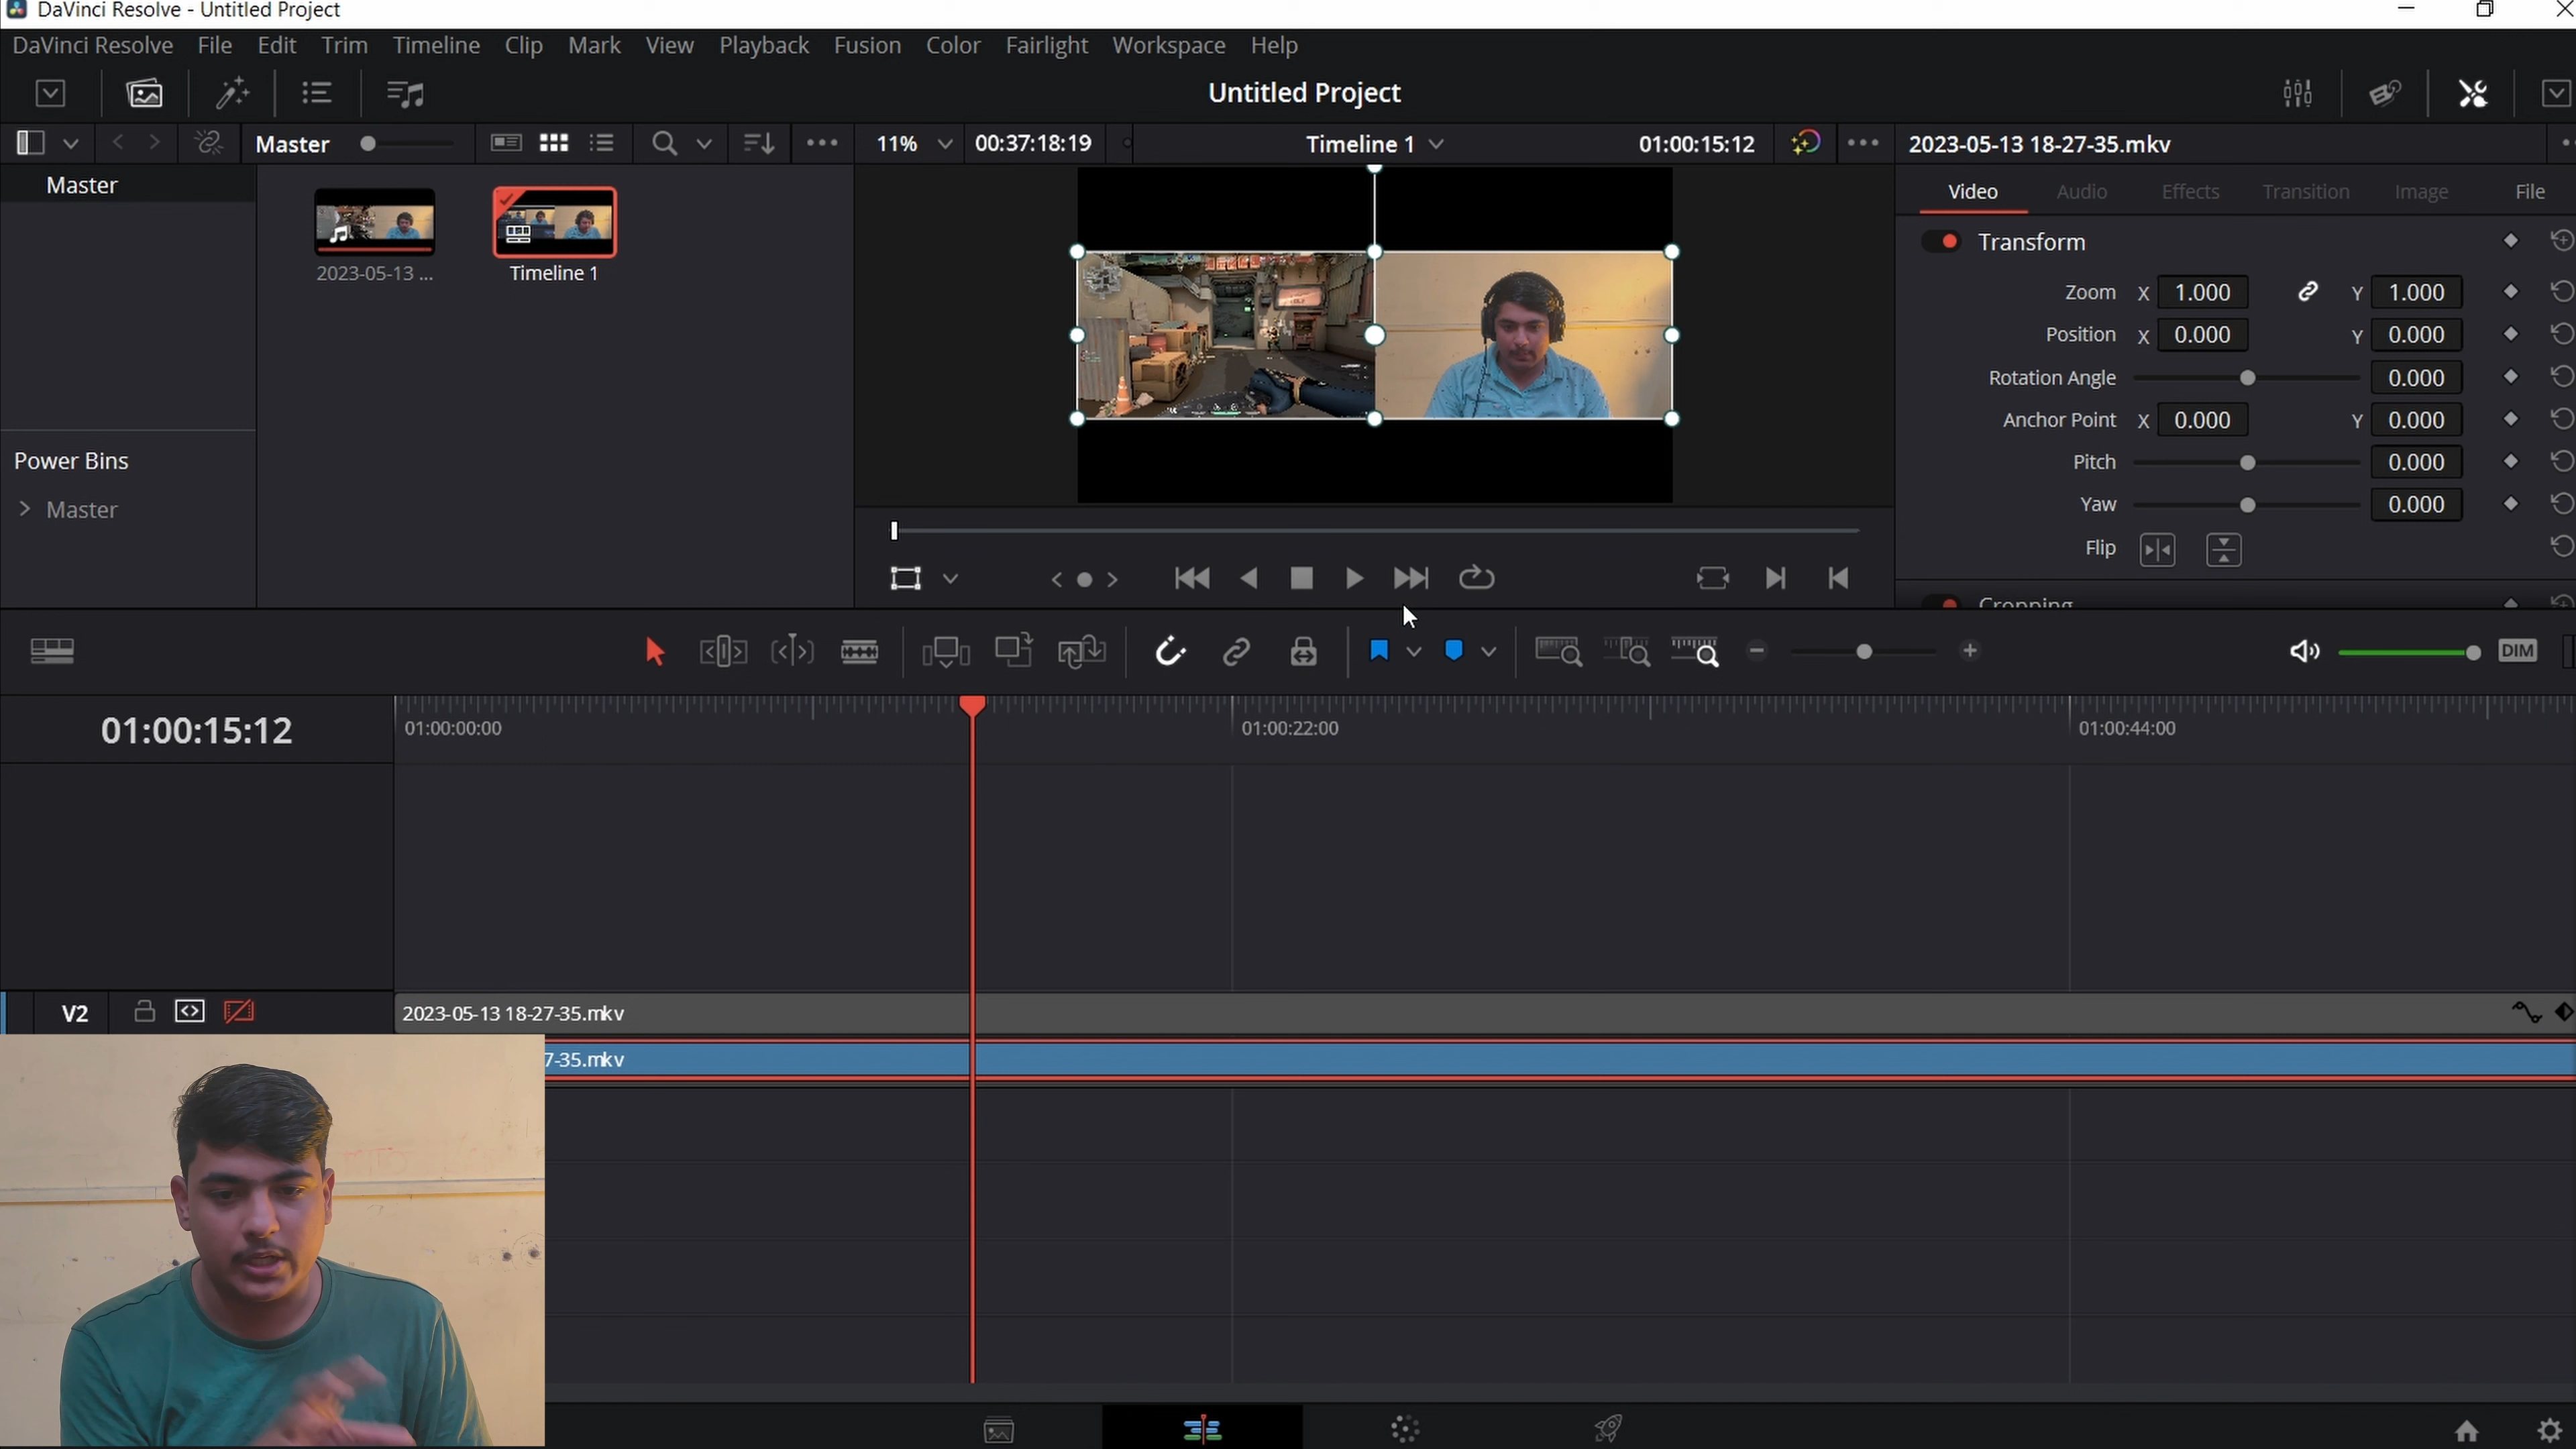 DaVinci Resolve - Untitled Project
DaVinci Resolve File Edit Trim Timeline Clip Mark View Playback Fusion Color Fairlight Workspace Help
Untitled Project
Master 11% 00:37:18:19 Timeline 1 01:00:15:12 2023-05-13 18-27-35.mkv
Master
2023-05-13 ...
Timeline 1
Power Bins
Master
Video Audio Effects Transition Image File
Transform
Zoom X 1.000 Y 1.000
Position X 0.000 Y 0.000
Rotation Angle 0.000
Anchor Point X 0.000 Y 0.000
Pitch 0.000
Yaw 0.000
Flip
Cropping
DIM
01:00:15:12
01:00:00:00 01:00:22:00 01:00:44:00
V2 2023-05-13 18-27-35.mkv
7-35.mkv